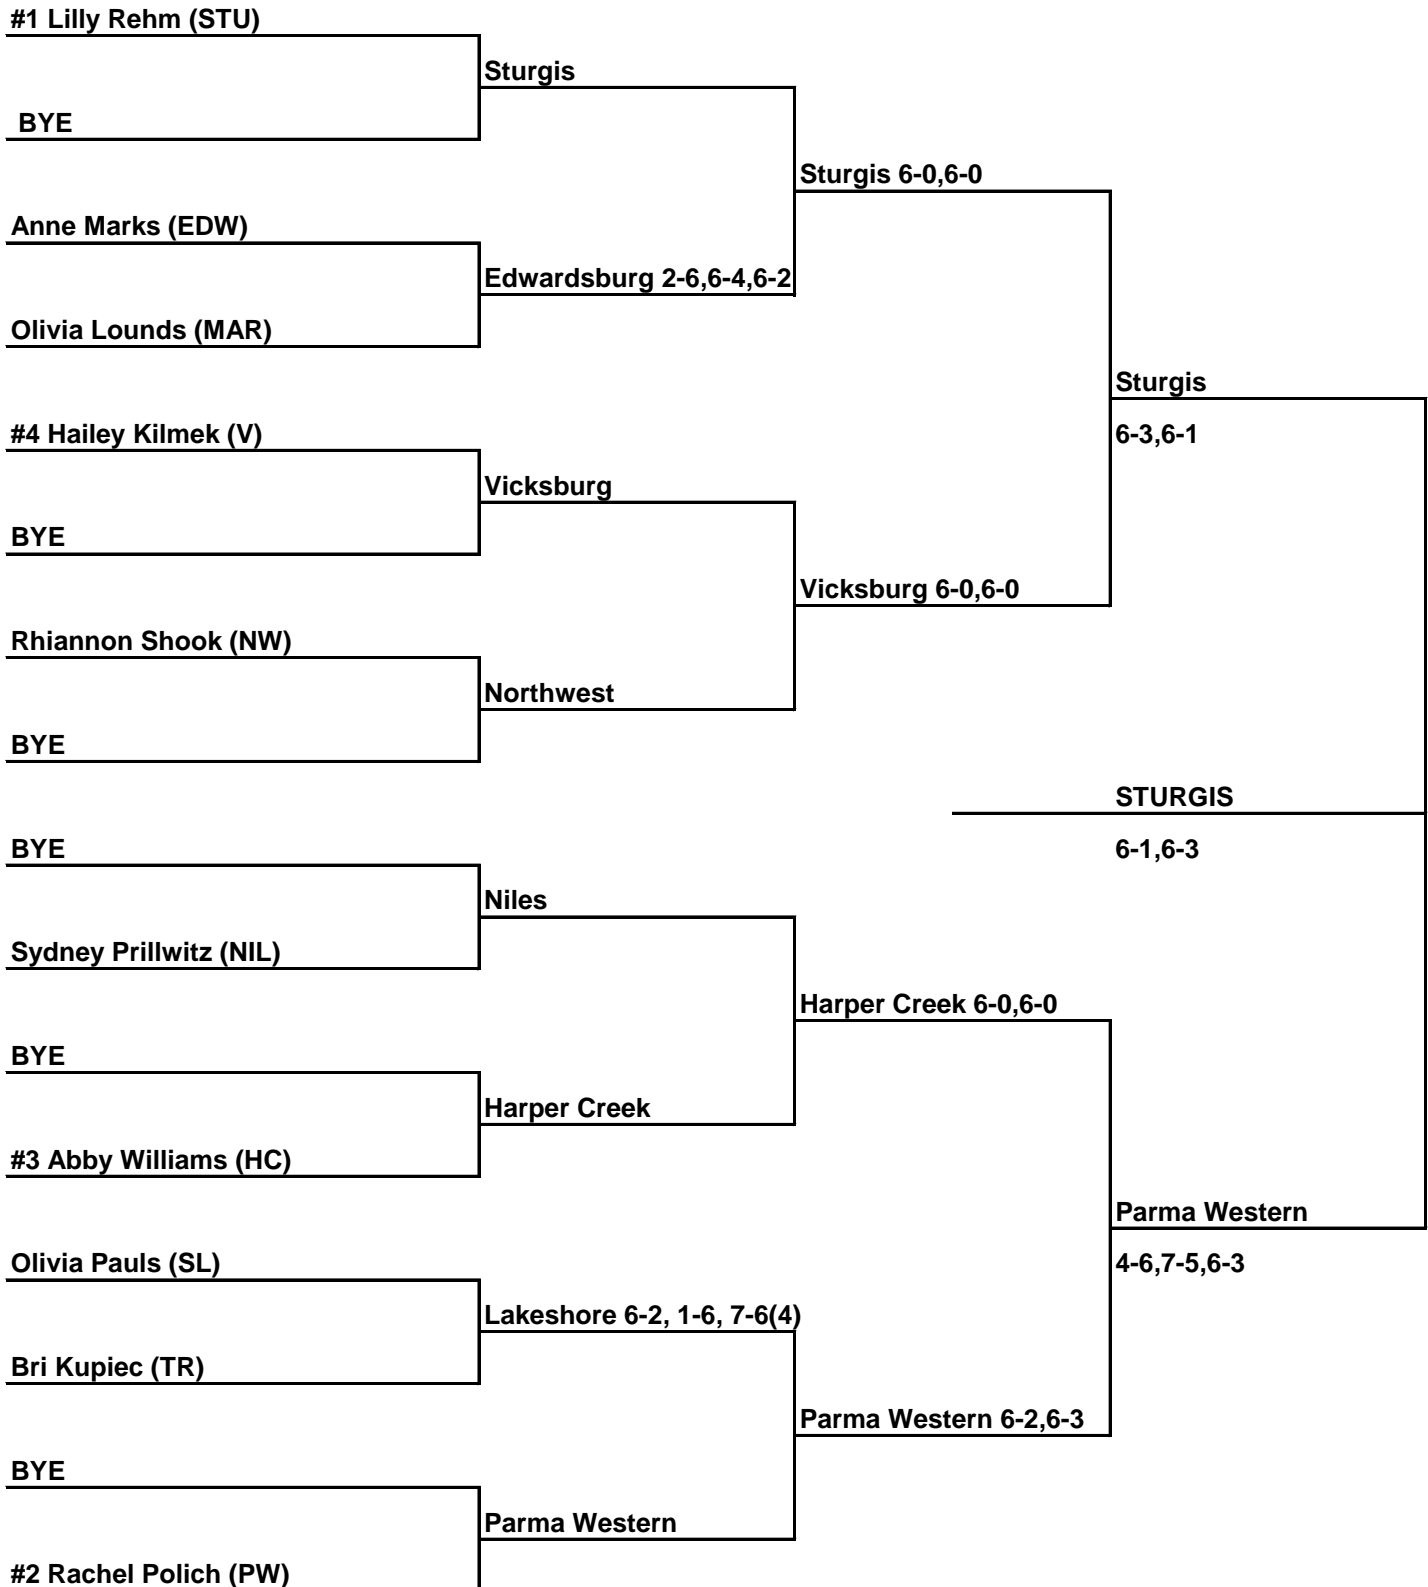 #1 Lilly Rehm (STU)
Sturgis
BYE
Sturgis 6-0,6-0
Anne Marks (EDW)
Edwardsburg 2-6,6-4,6-2
Olivia Lounds (MAR)
Sturgis
#4 Hailey Kilmek (V)
6-3,6-1
Vicksburg
BYE
Vicksburg 6-0,6-0
Rhiannon Shook (NW)
Northwest
BYE
STURGIS
BYE
6-1,6-3
Niles
Sydney Prillwitz (NIL)
Harper Creek 6-0,6-0
BYE
Harper Creek
#3 Abby Williams (HC)
Parma Western
Olivia Pauls (SL)
4-6,7-5,6-3
Lakeshore 6-2, 1-6, 7-6(4)
Bri Kupiec (TR)
Parma Western 6-2,6-3
BYE
Parma Western
#2 Rachel Polich (PW)